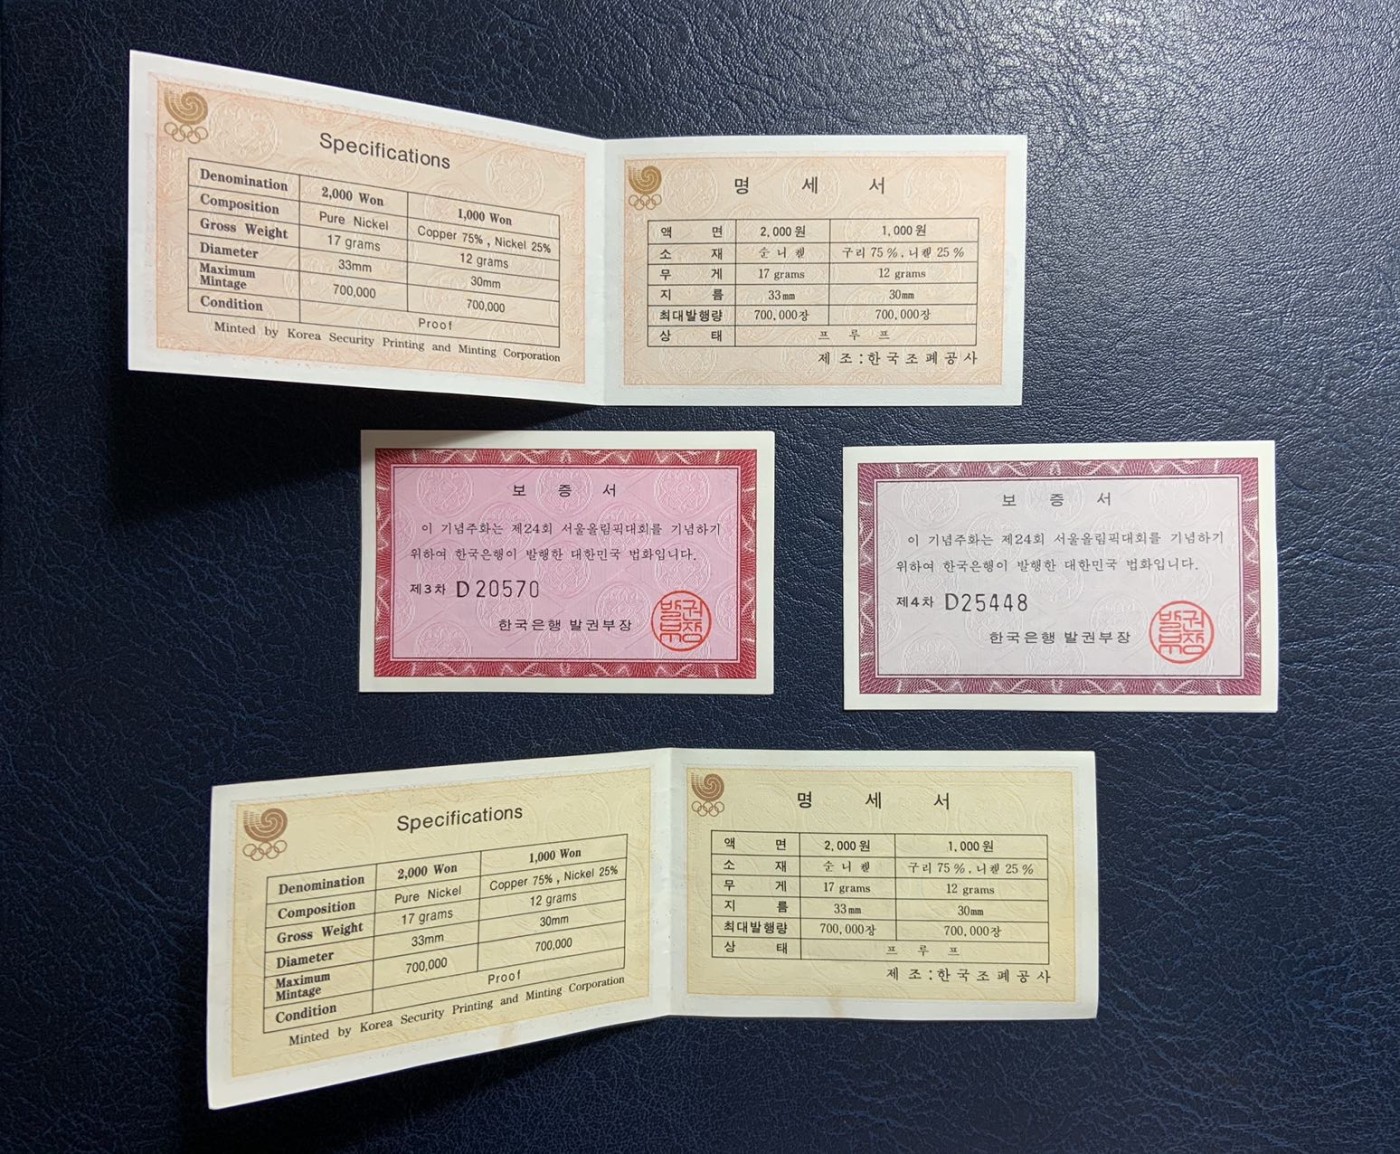 Specifications
Denomination 2,000 Won 1,000 Won
Composition Pure Nickel Copper 75%, Nickel 25%
Gross Weight 17 grams 12 grams
Diameter 33mm 30mm
Maximum Mintage 700,000 700,000
Condition Proof
Minted by Korea Security Printing and Minting Corporation
명 세 서
액 면 2,000원 1,000원
소 재 순니켈 구리 75%, 니켈 25%
무 게 17 grams 12 grams
지 름 33mm 30mm
최대발행량 700,000장 700,000장
상 태 프 루 프
제 조 : 한국조폐공사
보 증 서
이 기념주화는 제24회 서울올림픽대회를 기념하기
위하여 한국은행이 발행한 대한민국 법화입니다.
제3차 D20570
한국은행 발권부장
발권부장
보 증 서
이 기념주화는 제24회 서울올림픽대회를 기념하기
위하여 한국은행이 발행한 대한민국 법화입니다.
제4차 D25448
한국은행 발권부장
발권부장
Specifications
Denomination 2,000 Won 1,000 Won
Composition Pure Nickel Copper 75%, Nickel 25%
Gross Weight 17 grams 12 grams
Diameter 33mm 30mm
Maximum Mintage 700,000 700,000
Condition Proof
Minted by Korea Security Printing and Minting Corporation
명 세 서
액 면 2,000원 1,000원
소 재 순니켈 구리 75%, 니켈 25%
무 게 17 grams 12 grams
지 름 33mm 30mm
최대발행량 700,000장 700,000장
상 태 프 루 프
제 조 : 한국조폐공사